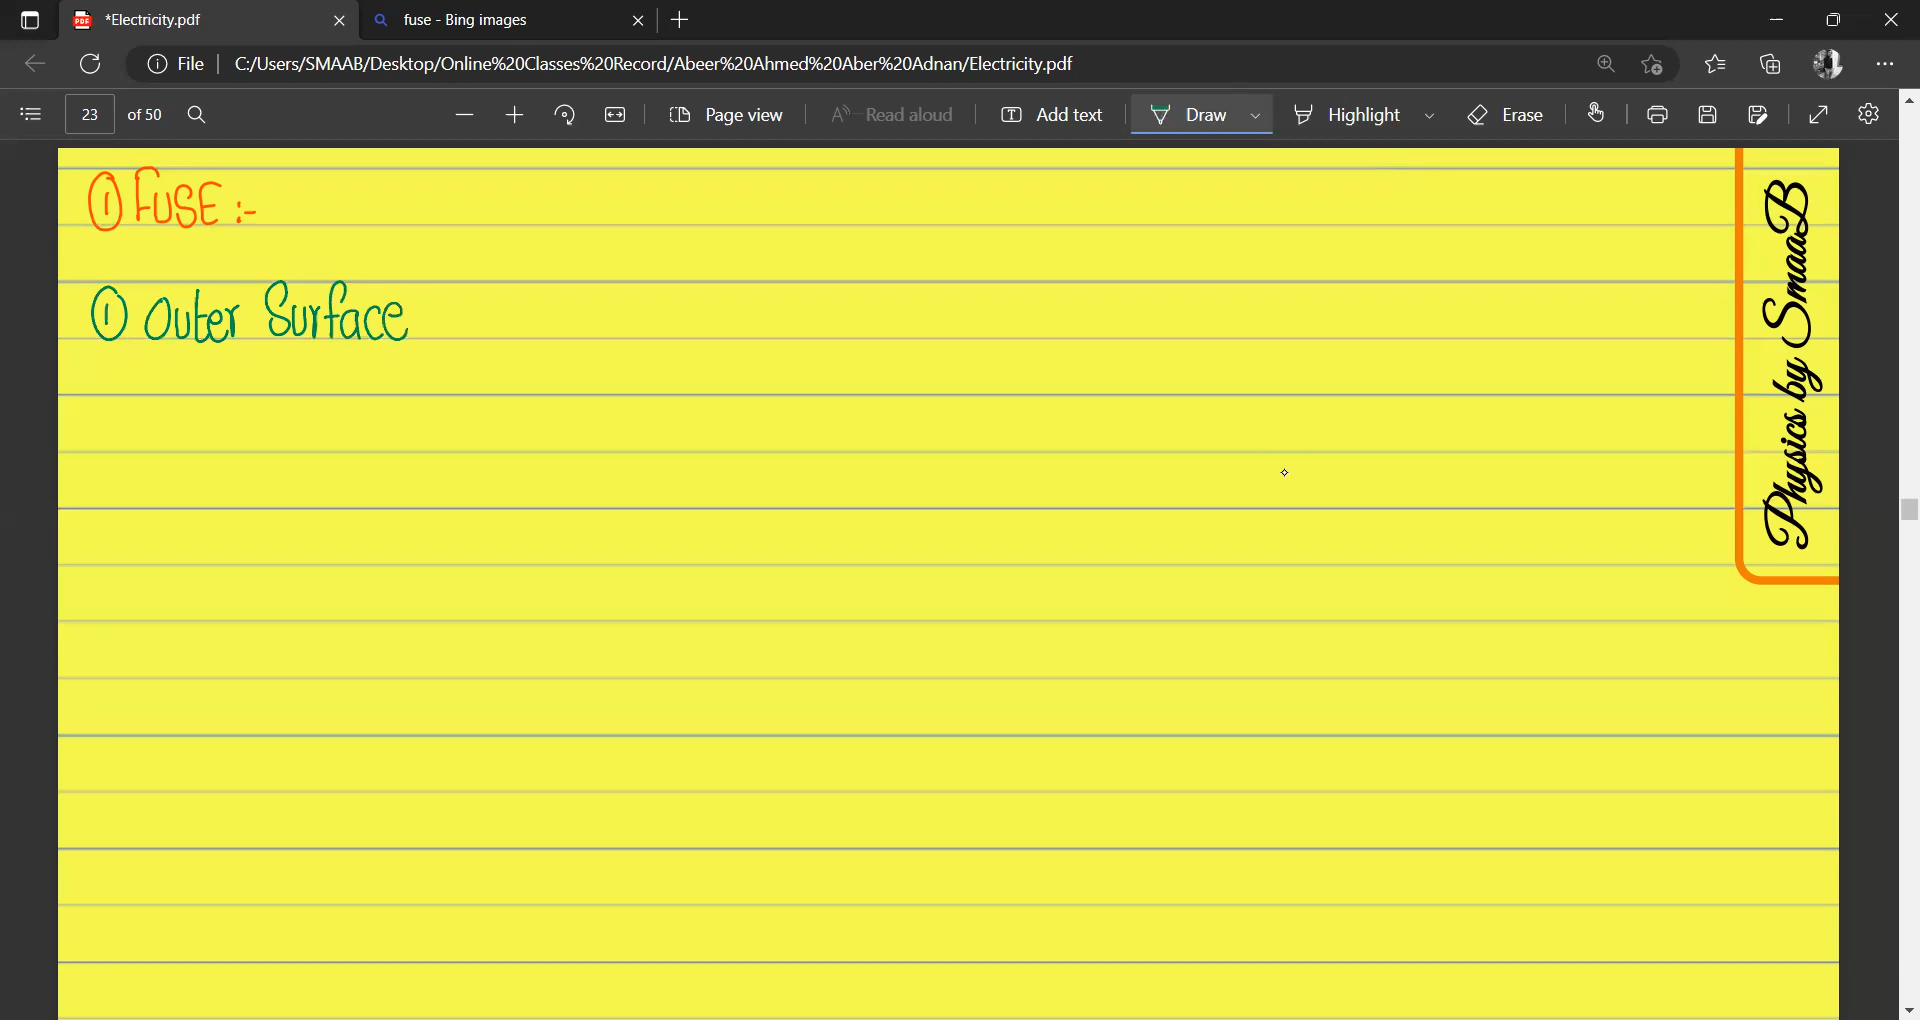 *Electricity.pdf
fuse - Bing images
File
C:/Users/SMAAB/Desktop/Online%20Classes%20Record/Abeer%20Ahmed%20Aber%20Adnan/Electricity.pdf
23 of 50
Page view
Read aloud
Add text
Draw
Highlight
Erase
① FUSE :-
① Outer Surface
Physics by SmaaB